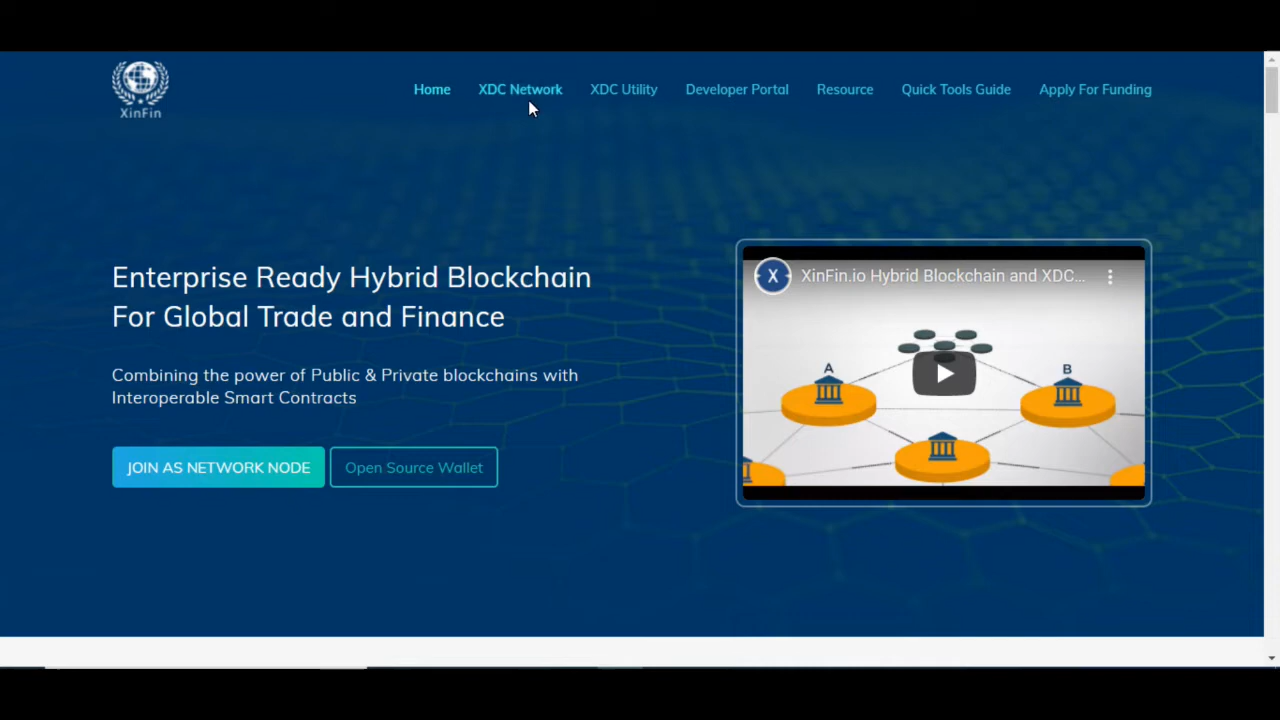 XinFin
Home XDC Network XDC Utility Developer Portal Resource Quick Tools Guide Apply For Funding
Enterprise Ready Hybrid Blockchain
For Global Trade and Finance
Combining the power of Public & Private blockchains with
Interoperable Smart Contracts
JOIN AS NETWORK NODE Open Source Wallet
X XinFin.io Hybrid Blockchain and XDC...
A B